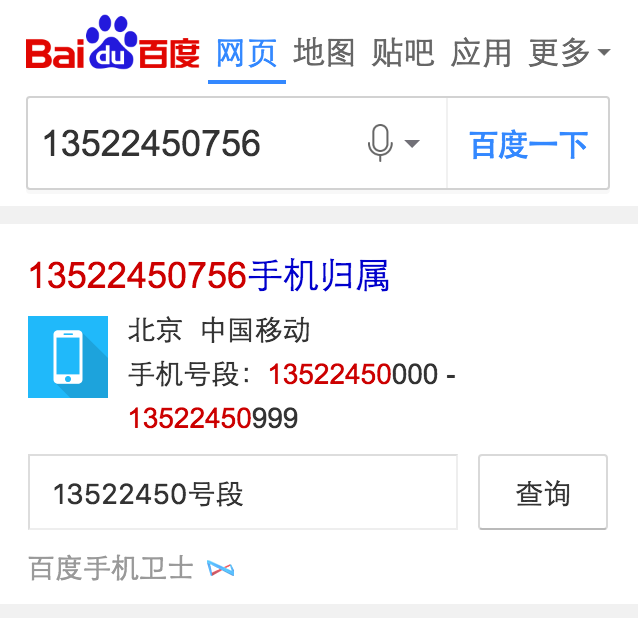 Bai du 百度 网页 地图 贴吧 应用 更多
13522450756 百度一下
13522450756手机归属
北京 中国移动
手机号段：13522450000 -
13522450999
13522450号段 查询
百度手机卫士